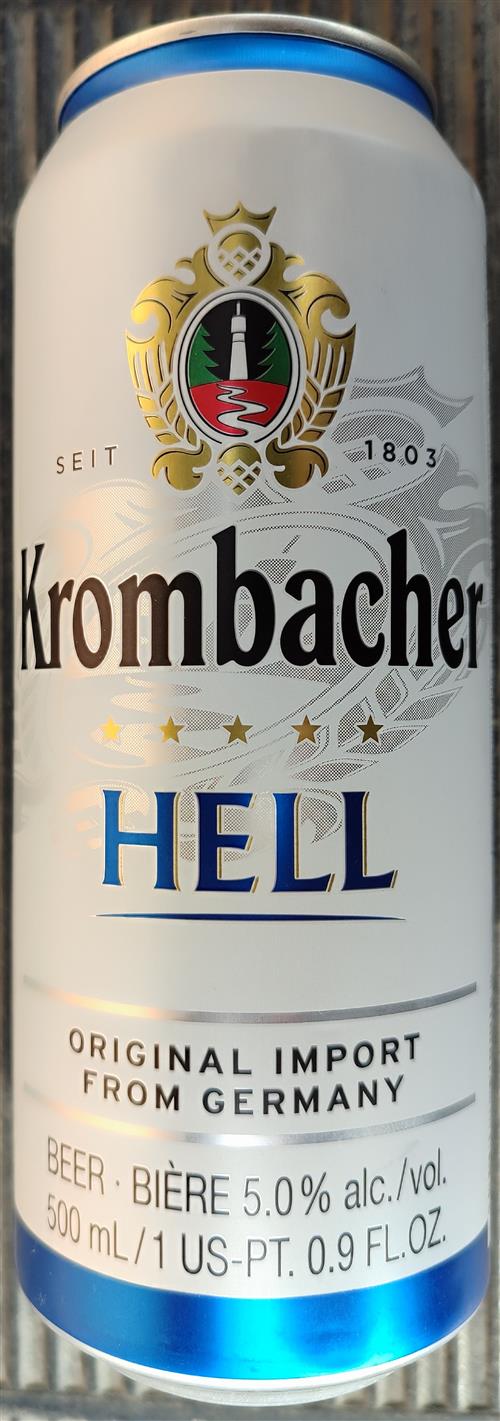 SEIT 1803
Krombacher
HELL
ORIGINAL IMPORT
FROM GERMANY
BEER · BIÈRE 5.0% alc./vol.
500 mL/1 US-PT. 0.9 FL.OZ.